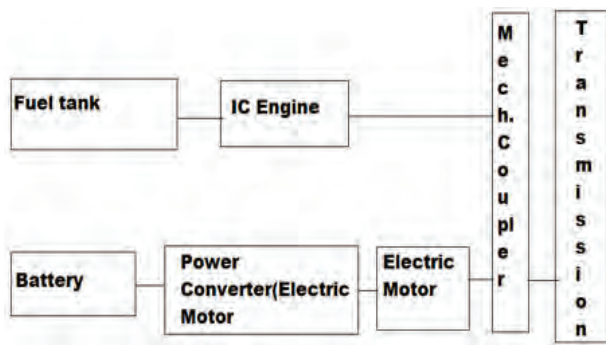 Fuel tank
IC Engine
Battery
Power
Converter(Electric
Motor
Electric
Motor
M
e
c
h.
C
o
u
pl
e
r
T
r
a
n
s
m
i
s
s
i
o
n